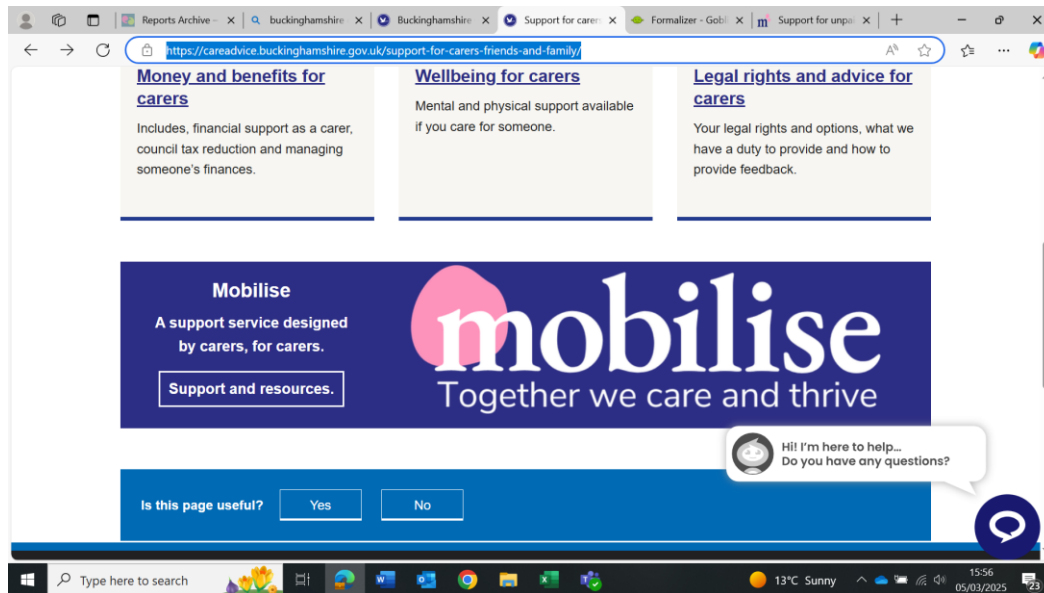 Reports Archive –
buckinghamshire
Buckinghamshire
Support for carer
Formalizer - Gobl
m
Support for unpa
https://careadvice.buckinghamshire.gov.uk/support-for-carers-friends-and-family/
Money and benefits for
carers
Includes, financial support as a carer,
council tax reduction and managing
someone's finances.
Wellbeing for carers
Mental and physical support available
if you care for someone.
Legal rights and advice for
carers
Your legal rights and options, what we
have a duty to provide and how to
provide feedback.
Mobilise
A support service designed
by carers, for carers.
Support and resources.
mobilise
Together we care and thrive
Hi! I'm here to help...
Do you have any questions?
Is this page useful?
Yes
No
Type here to search
13°C Sunny
15:56
05/03/2025
23